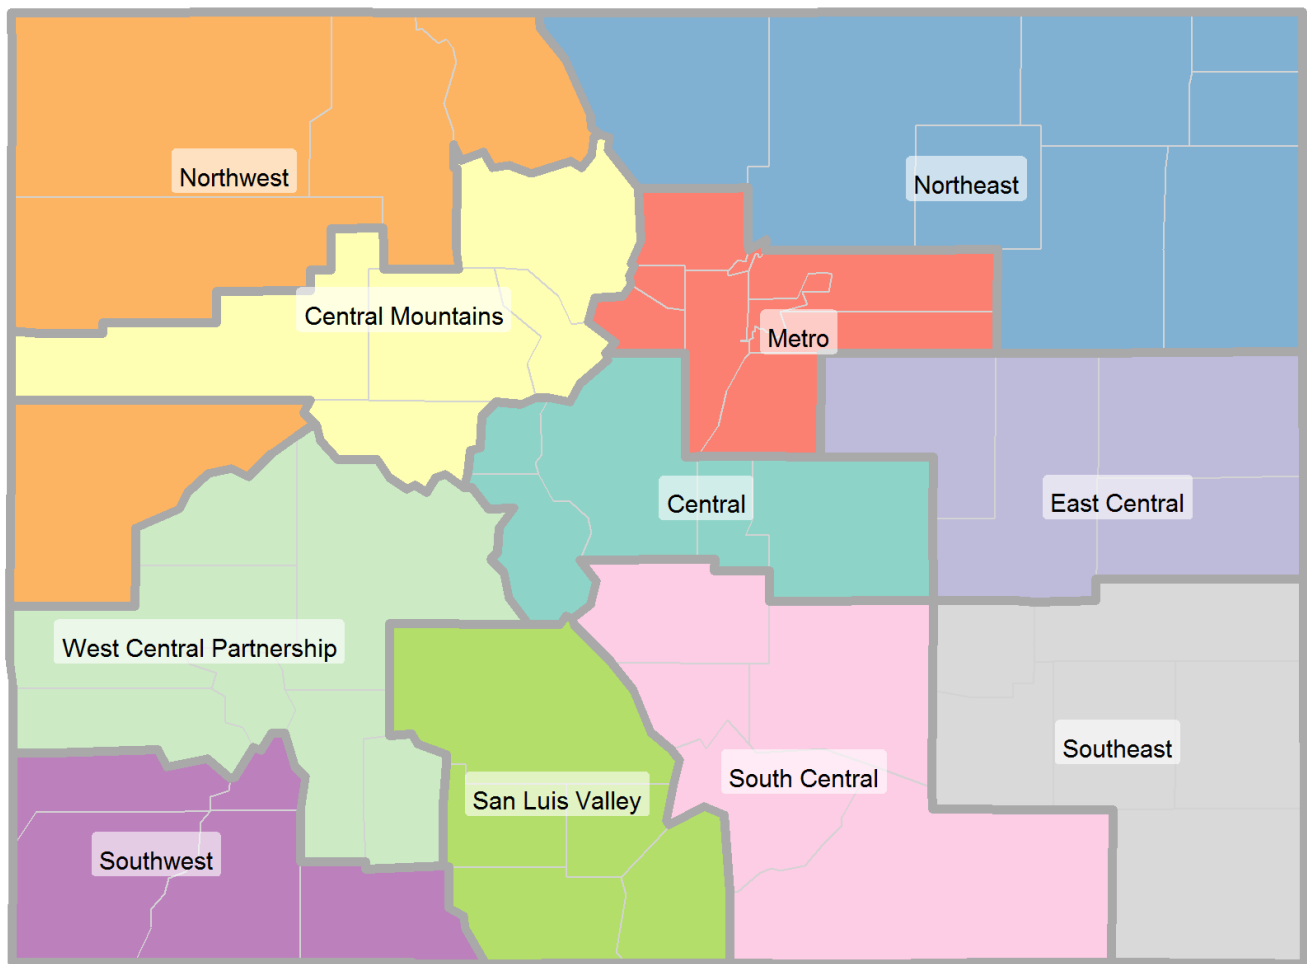 Northwest
Northeast
Central Mountains
Metro
Central
East Central
West Central Partnership
Southeast
South Central
San Luis Valley
Southwest